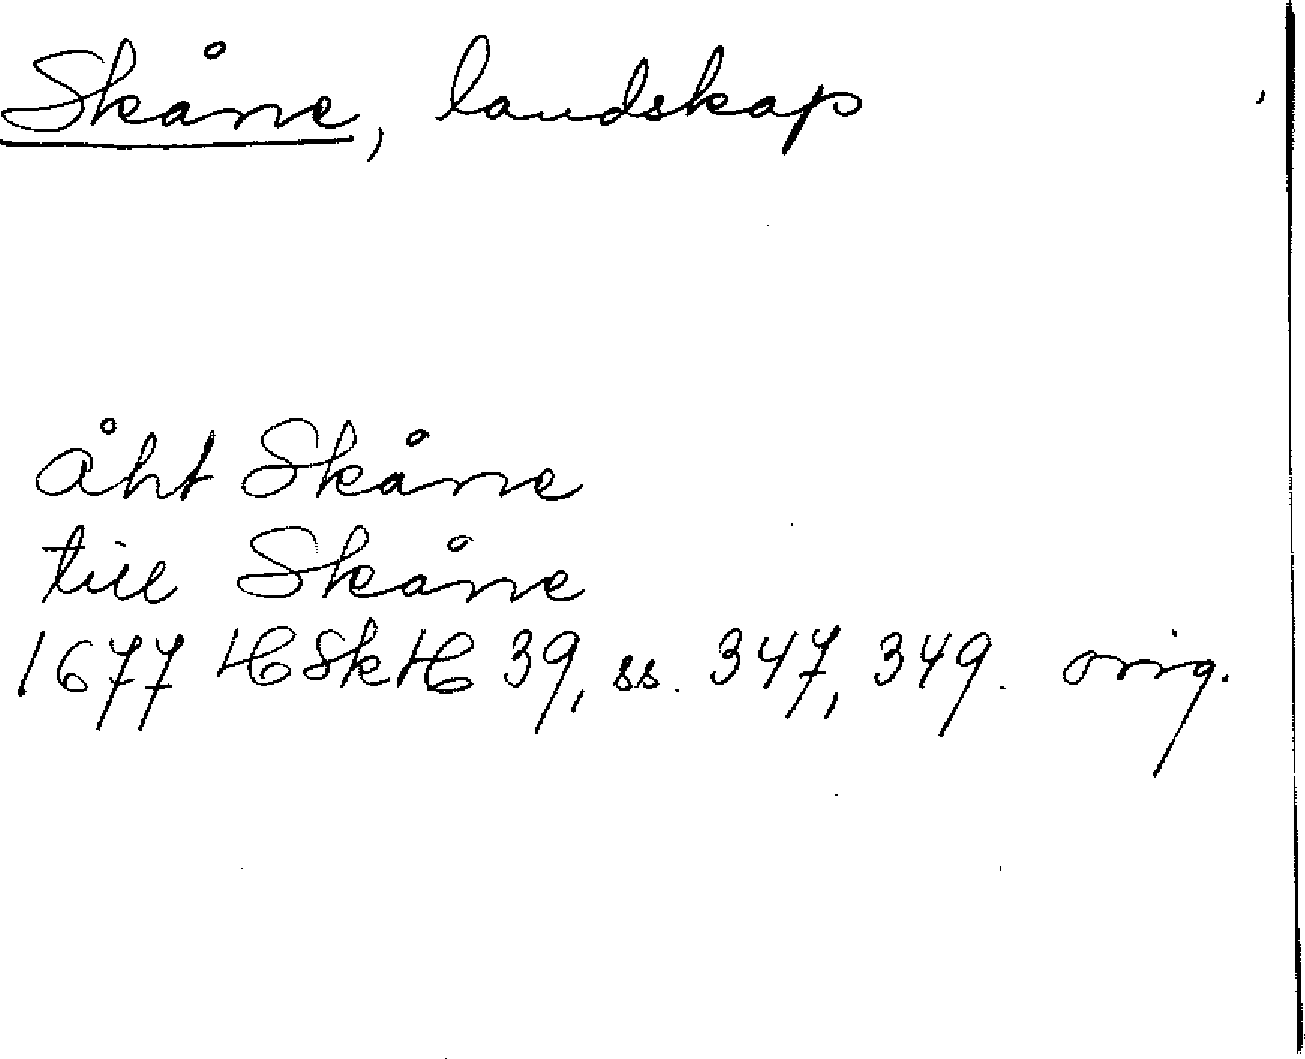 Skåne, landskap
åht Skåne
till Skåne
1677 HSkH 39, ss. 347, 349. orig.